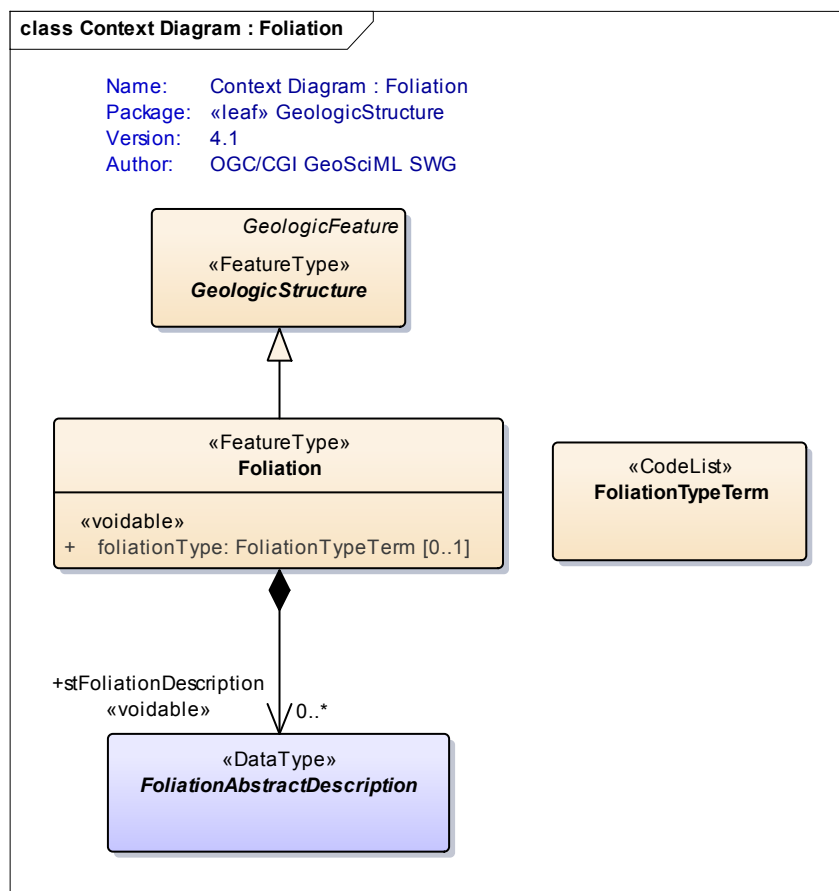 class Context Diagram : Foliation
Name: Context Diagram : Foliation
Package: «leaf» GeologicStructure
Version: 4.1
Author: OGC/CGI GeoSciML SWG
GeologicFeature
«FeatureType»
GeologicStructure
«FeatureType»
Foliation
«voidable»
+ foliationType: FoliationTypeTerm [0..1]
«CodeList»
FoliationTypeTerm
+stFoliationDescription
«voidable» 0..*
«DataType»
FoliationAbstractDescription